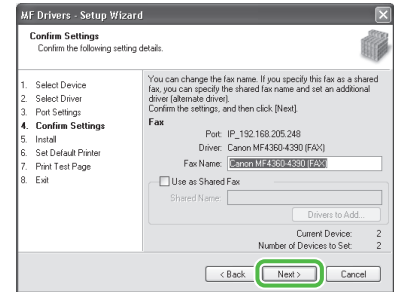 MF Drivers - Setup Wizard
Confirm Settings
Confirm the following setting details.
1. Select Device
2. Select Driver
3. Port Settings
4. Confirm Settings
5. Install
6. Set Default Printer
7. Print Test Page
8. Exit
You can change the fax name. If you specify this fax as a shared
fax, you can specify the shared fax name and set an additional
driver (alternate driver).
Confirm the settings, and then click [Next].
Fax
Port: IP_192.168.205.248
Driver: Canon MF4360-4390 (FAX)
Fax Name: Canon MF4360-4390 (FAX)
Use as Shared Fax
Shared Name:
Drivers to Add...
Current Device: 2
Number of Devices to Set: 2
< Back Next > Cancel